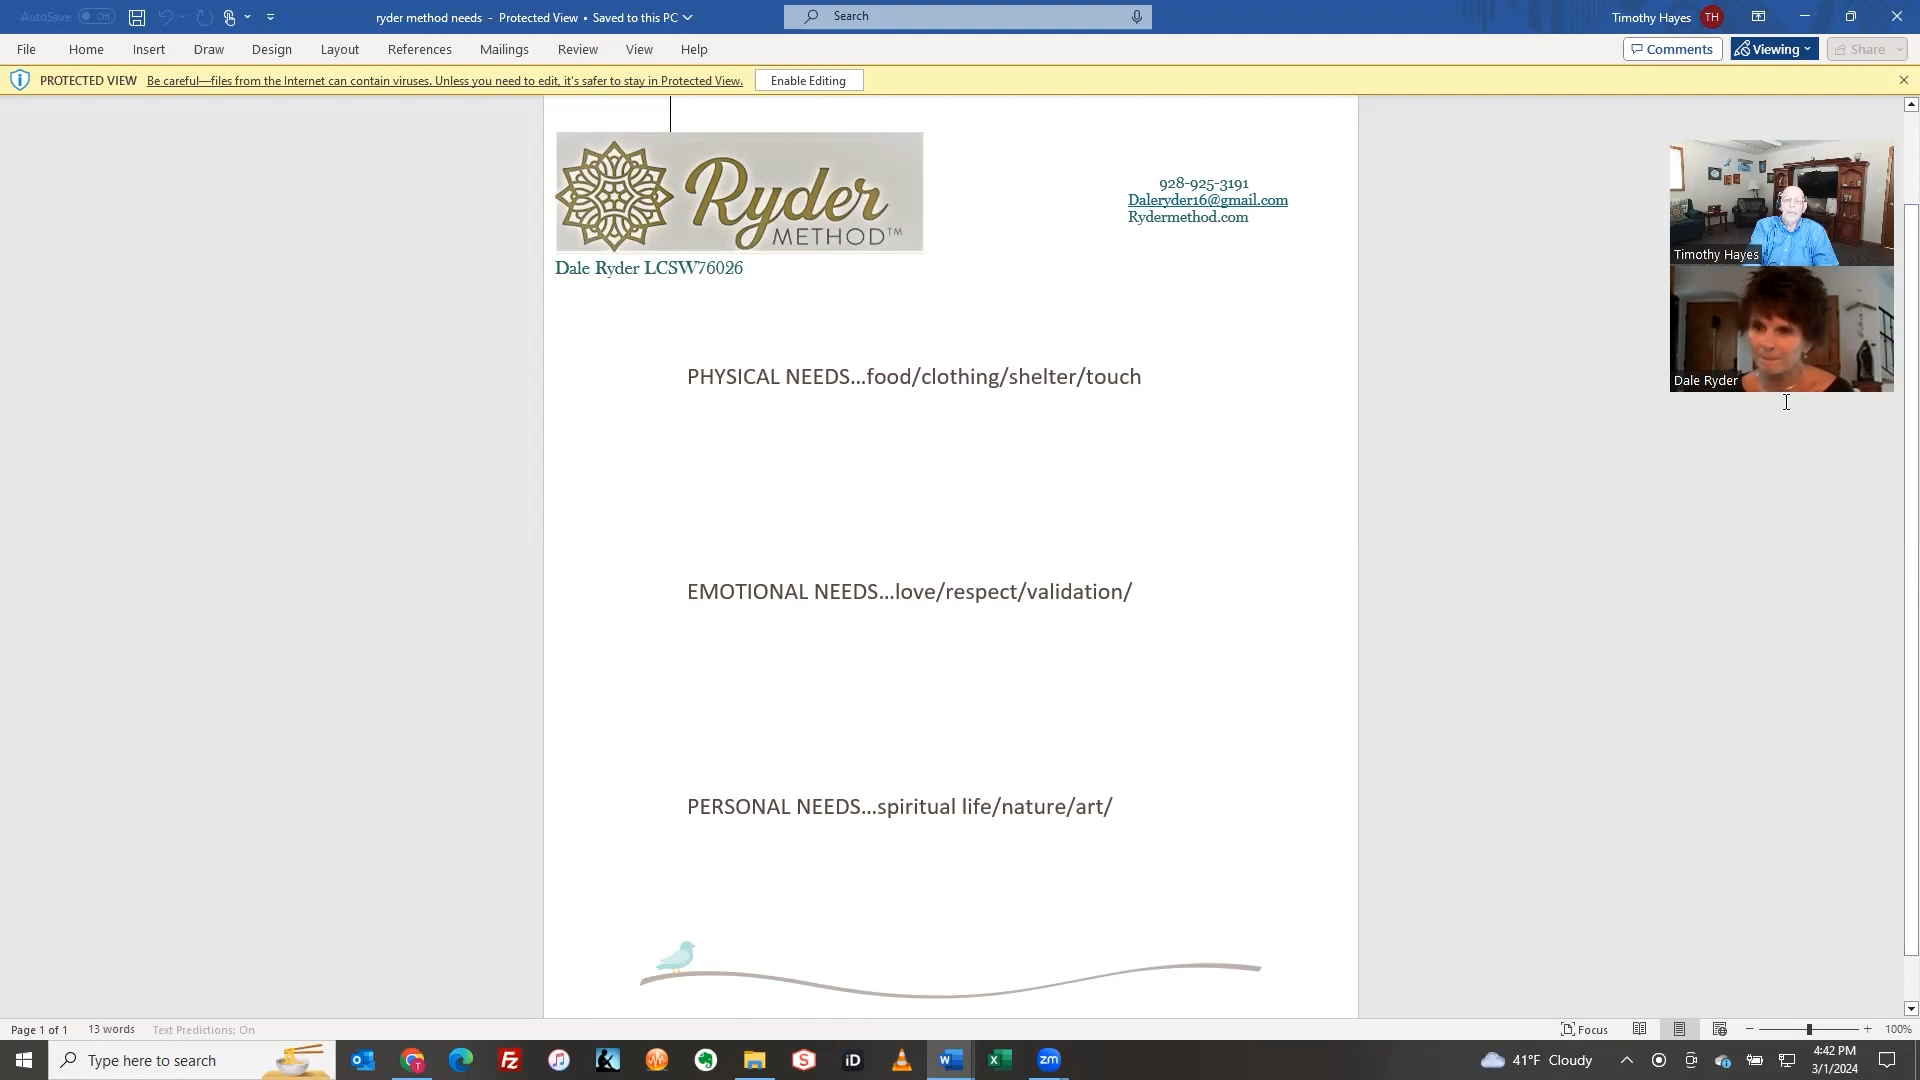 AutoSave Off
ryder method needs - Protected View • Saved to this PC
Search
Timothy Hayes TH
File Home Insert Draw Design Layout References Mailings Review View Help
Comments Viewing Share
PROTECTED VIEW Be careful—files from the Internet can contain viruses. Unless you need to edit, it's safer to stay in Protected View. Enable Editing
Ryder
METHOD™
928-925-3191
Daleryder16@gmail.com
Rydermethod.com
Dale Ryder LCSW76026
Timothy Hayes
Dale Ryder
PHYSICAL NEEDS...food/clothing/shelter/touch
EMOTIONAL NEEDS...love/respect/validation/
PERSONAL NEEDS...spiritual life/nature/art/
Page 1 of 1 13 words Text Predictions: On
Focus 100%
Type here to search
41°F Cloudy
4:42 PM
3/1/2024